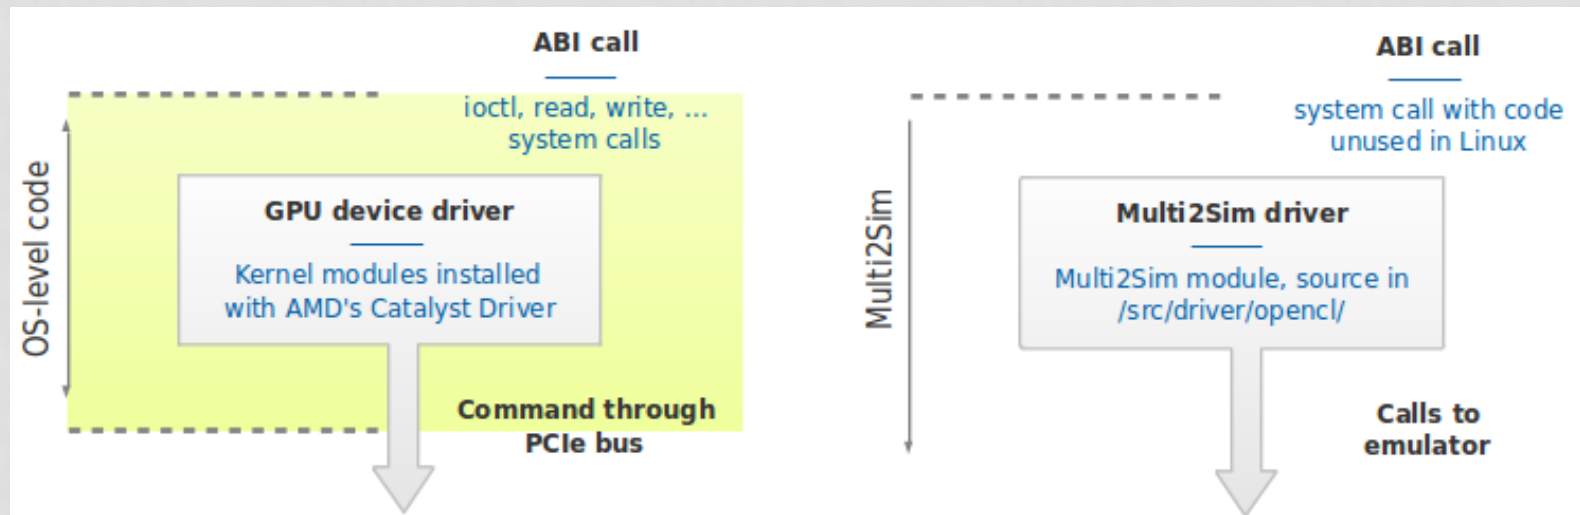 ABI call
ioctl, read, write, ...
system calls
OS-level code
GPU device driver
Kernel modules installed
with AMD's Catalyst Driver
Command through
PCIe bus
ABI call
system call with code
unused in Linux
Multi2Sim
Multi2Sim driver
Multi2Sim module, source in
/src/driver/opencl/
Calls to
emulator